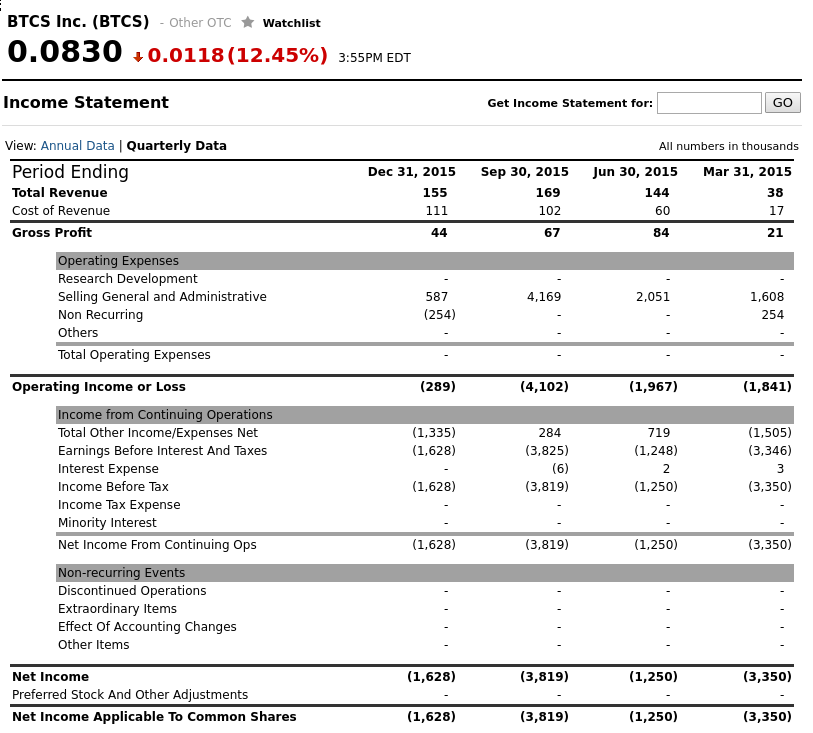 BTCS Inc. (BTCS) - Other OTC ★ Watchlist
0.0830 0.0118 (12.45%) 3:55PM EDT
Income Statement Get Income Statement for: GO
View: Annual Data | Quarterly Data All numbers in thousands
Period Ending Dec 31, 2015 Sep 30, 2015 Jun 30, 2015 Mar 31, 2015
Total Revenue 155 169 144 38
Cost of Revenue 111 102 60 17
Gross Profit 44 67 84 21
Operating Expenses
Research Development - - - -
Selling General and Administrative 587 4,169 2,051 1,608
Non Recurring (254) - - 254
Others - - - -
Total Operating Expenses - - - -
Operating Income or Loss (289) (4,102) (1,967) (1,841)
Income from Continuing Operations
Total Other Income/Expenses Net (1,335) 284 719 (1,505)
Earnings Before Interest And Taxes (1,628) (3,825) (1,248) (3,346)
Interest Expense - (6) 2 3
Income Before Tax (1,628) (3,819) (1,250) (3,350)
Income Tax Expense - - - -
Minority Interest - - - -
Net Income From Continuing Ops (1,628) (3,819) (1,250) (3,350)
Non-recurring Events
Discontinued Operations - - - -
Extraordinary Items - - - -
Effect Of Accounting Changes - - - -
Other Items - - - -
Net Income (1,628) (3,819) (1,250) (3,350)
Preferred Stock And Other Adjustments - - - -
Net Income Applicable To Common Shares (1,628) (3,819) (1,250) (3,350)